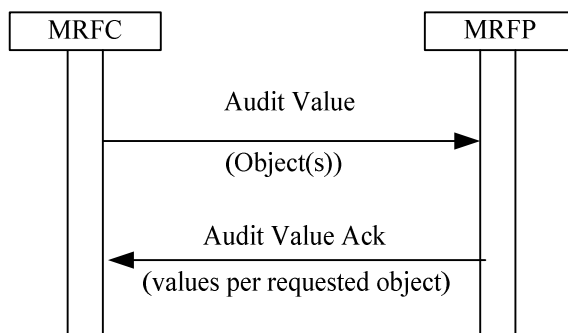 MRFC
MRFP
Audit Value
(Object(s))
Audit Value Ack
(values per requested object)